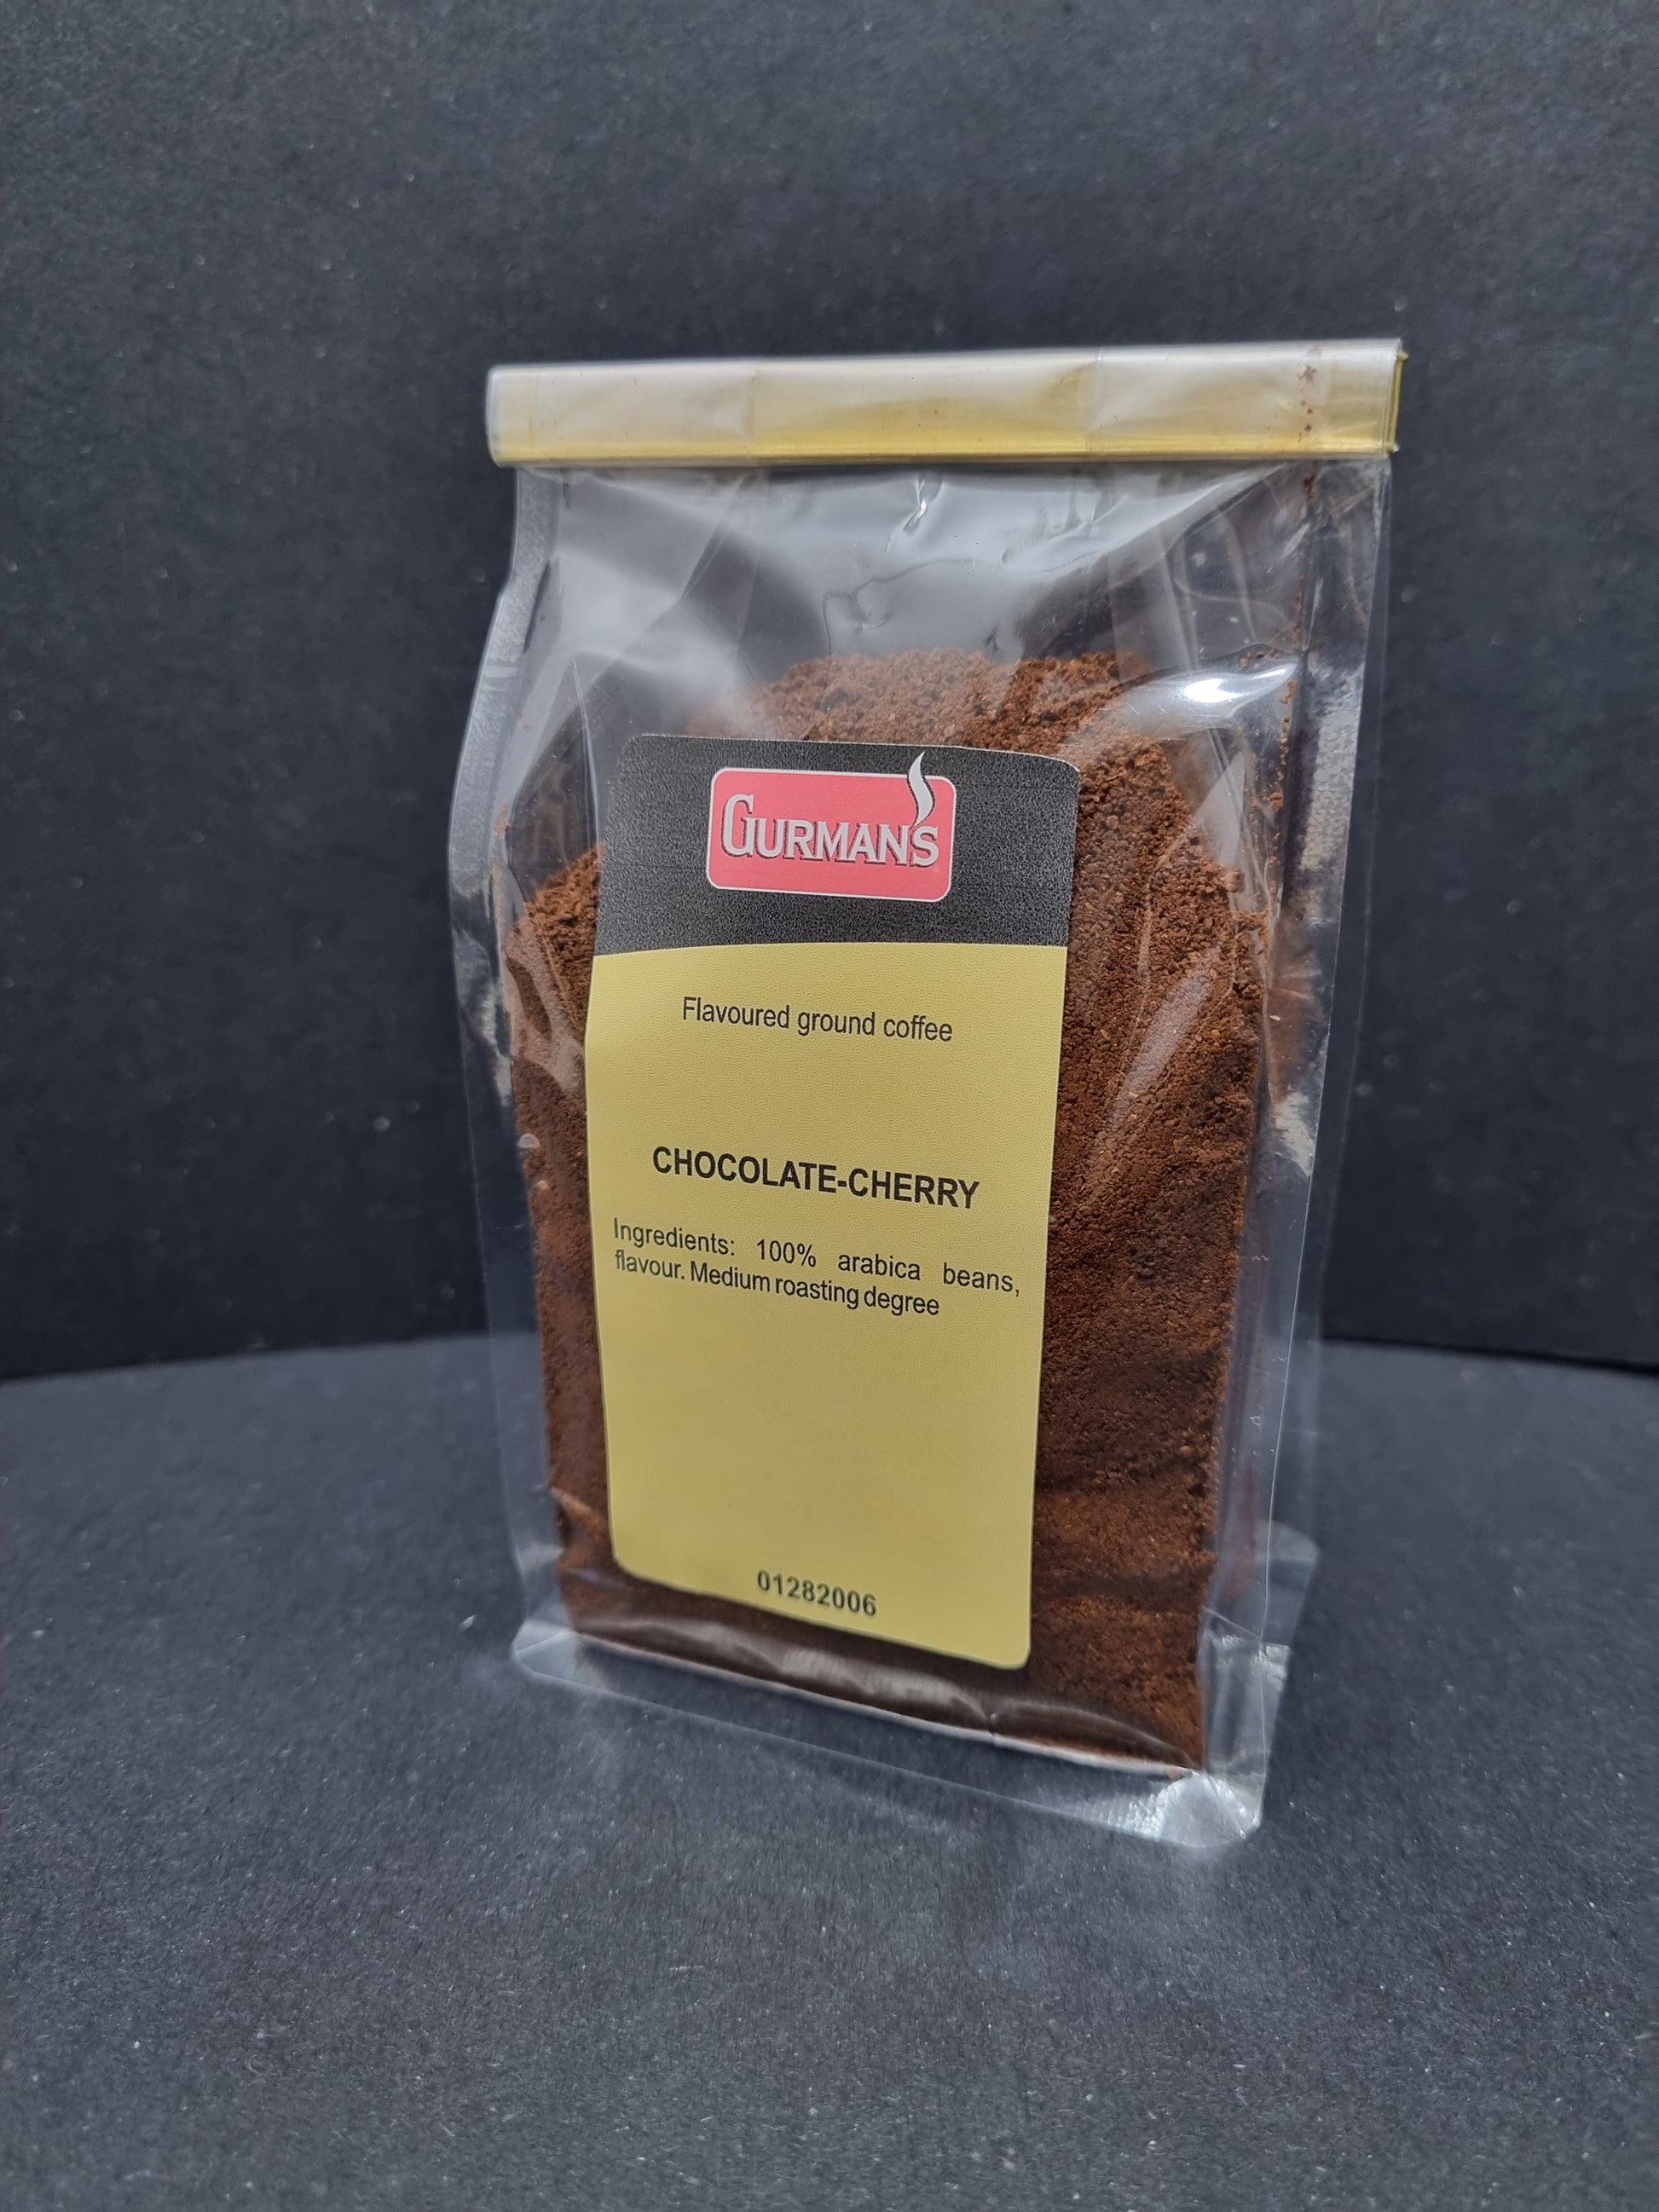 GURMAN'S
Flavoured ground coffee
CHOCOLATE-CHERRY
Ingredients: 100% arabica beans,
flavour. Medium roasting degree
01282006